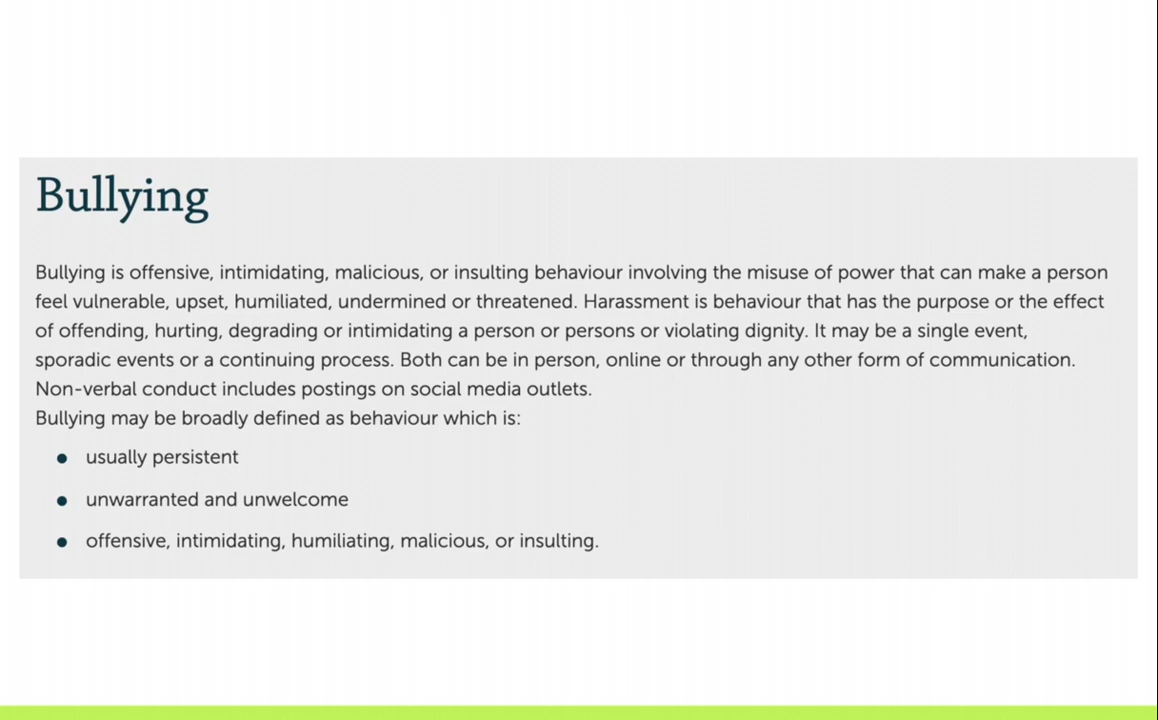 Bullying
Bullying is offensive, intimidating, malicious, or insulting behaviour involving the misuse of power that can make a person
feel vulnerable, upset, humiliated, undermined or threatened. Harassment is behaviour that has the purpose or the effect
of offending, hurting, degrading or intimidating a person or persons or violating dignity. It may be a single event,
sporadic events or a continuing process. Both can be in person, online or through any other form of communication.
Non-verbal conduct includes postings on social media outlets.
Bullying may be broadly defined as behaviour which is:
● usually persistent
● unwarranted and unwelcome
● offensive, intimidating, humiliating, malicious, or insulting.